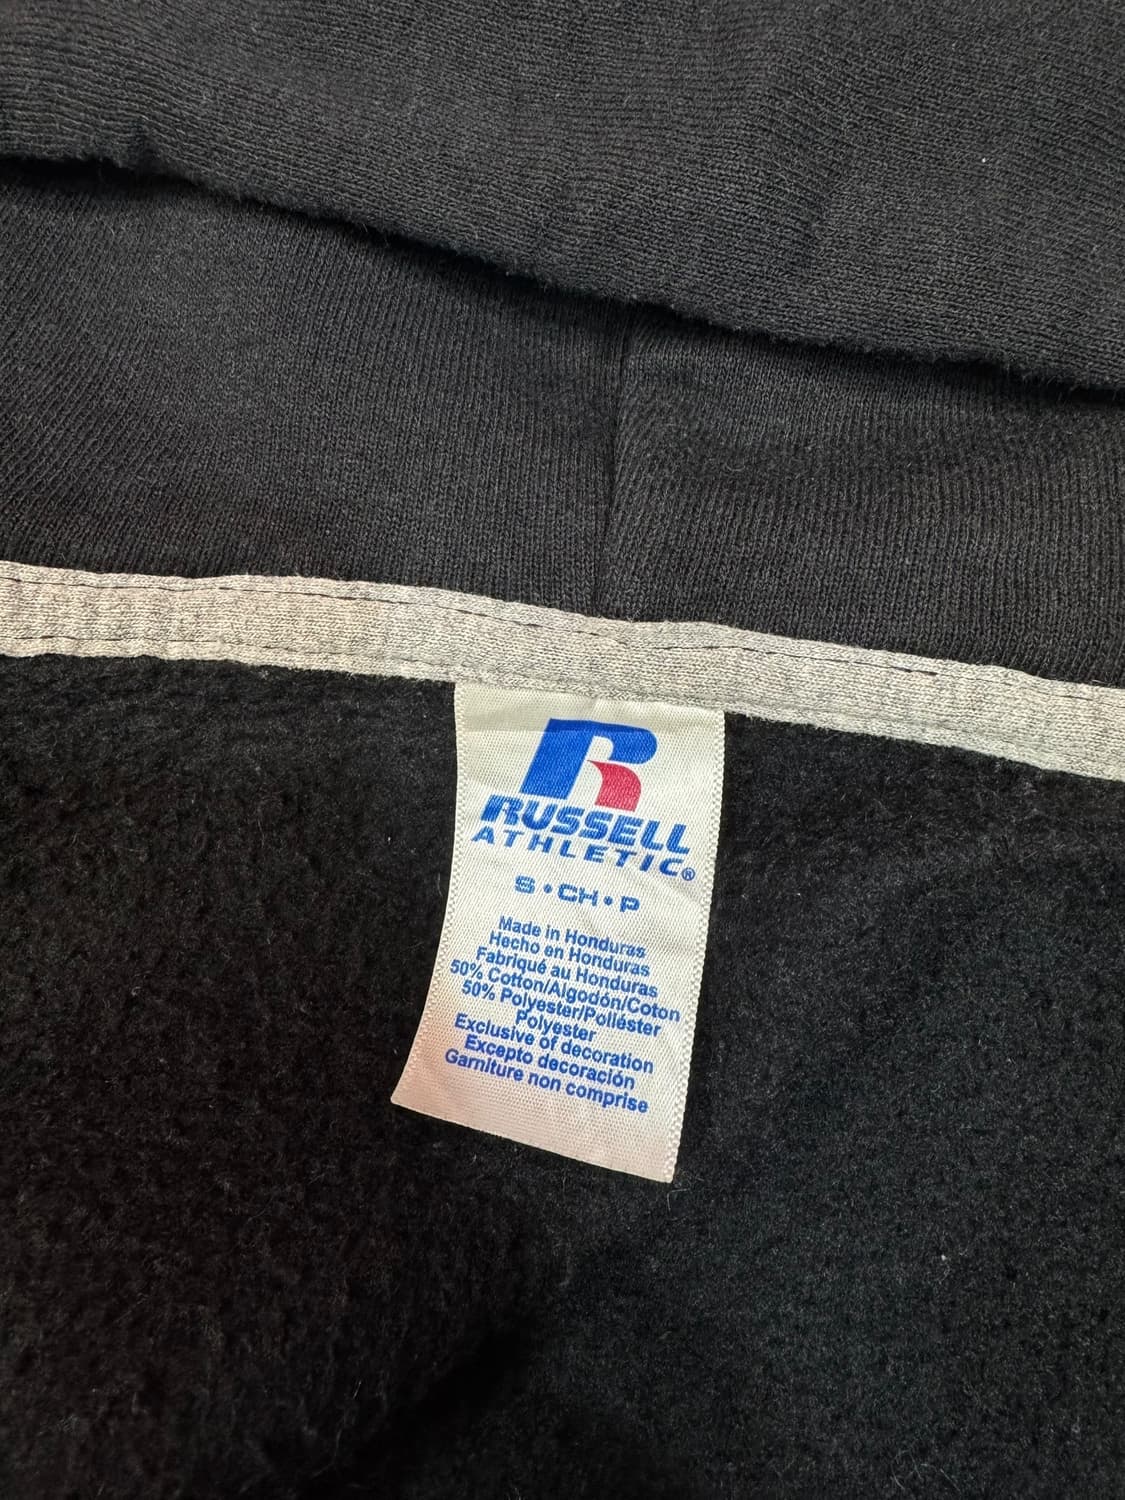 R
RUSSELL
ATHLETIC®
S • CH • P
Made in Honduras
Hecho en Honduras
Fabriqué au Honduras
50% Cotton/Algodón/Coton
50% Polyester/Poliéster
Polyester
Exclusive of decoration
Excepto decoración
Garniture non comprise